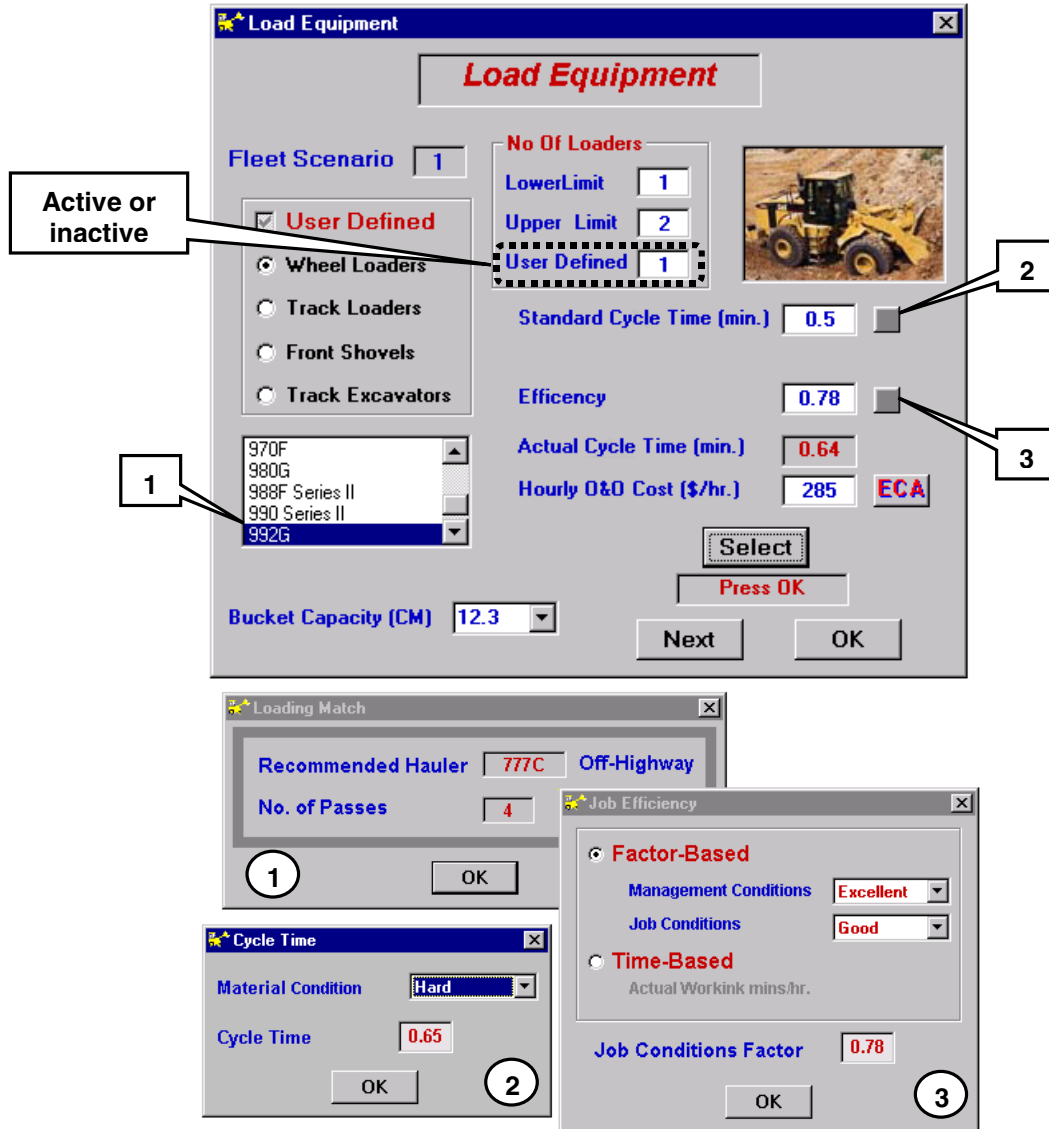 Load Equipment
Load Equipment
Fleet Scenario 1
No Of Loaders
LowerLimit 1
Upper Limit 2
User Defined 1
Active or
inactive
User Defined
Wheel Loaders
Track Loaders
Front Shovels
Track Excavators
Standard Cycle Time (min.) 0.5
2
Efficency 0.78
3
Actual Cycle Time (min.) 0.64
Hourly O&O Cost ($/hr.) 285 ECA
1
970F
980G
988F Series II
990 Series II
992G
Select
Press OK
Bucket Capacity (CM) 12.3
Next OK
Loading Match
Recommended Hauler 777C Off-Highway
No. of Passes 4
1
OK
Cycle Time
Material Condition Hard
Cycle Time 0.65
OK
2
Job Efficiency
Factor-Based
Management Conditions Excellent
Job Conditions Good
Time-Based
Actual Workink mins/hr.
Job Conditions Factor 0.78
OK
3